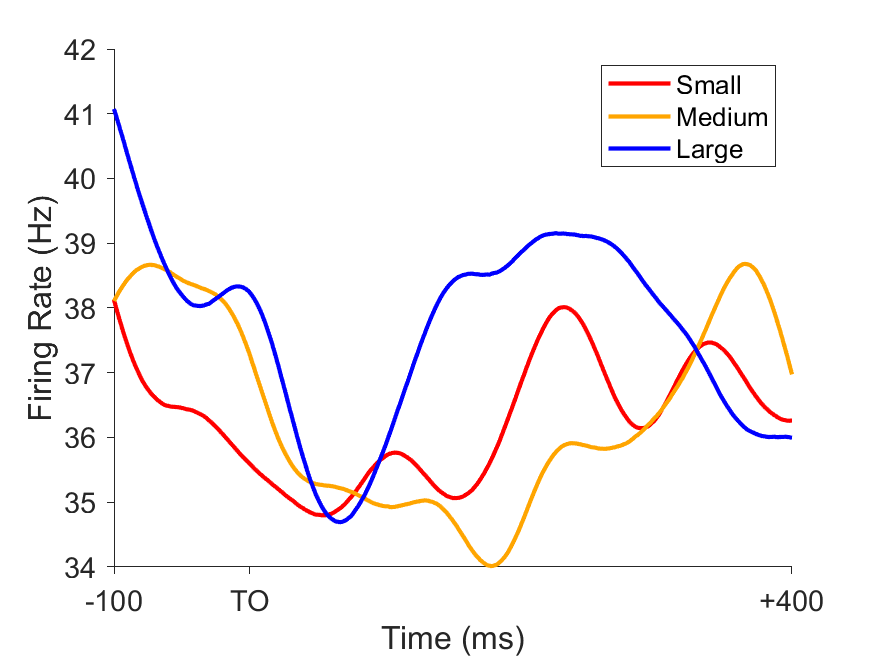 42
41
40
39
38
37
36
35
34
Firing Rate (Hz)
Small
Medium
Large
-100 TO +400
Time (ms)